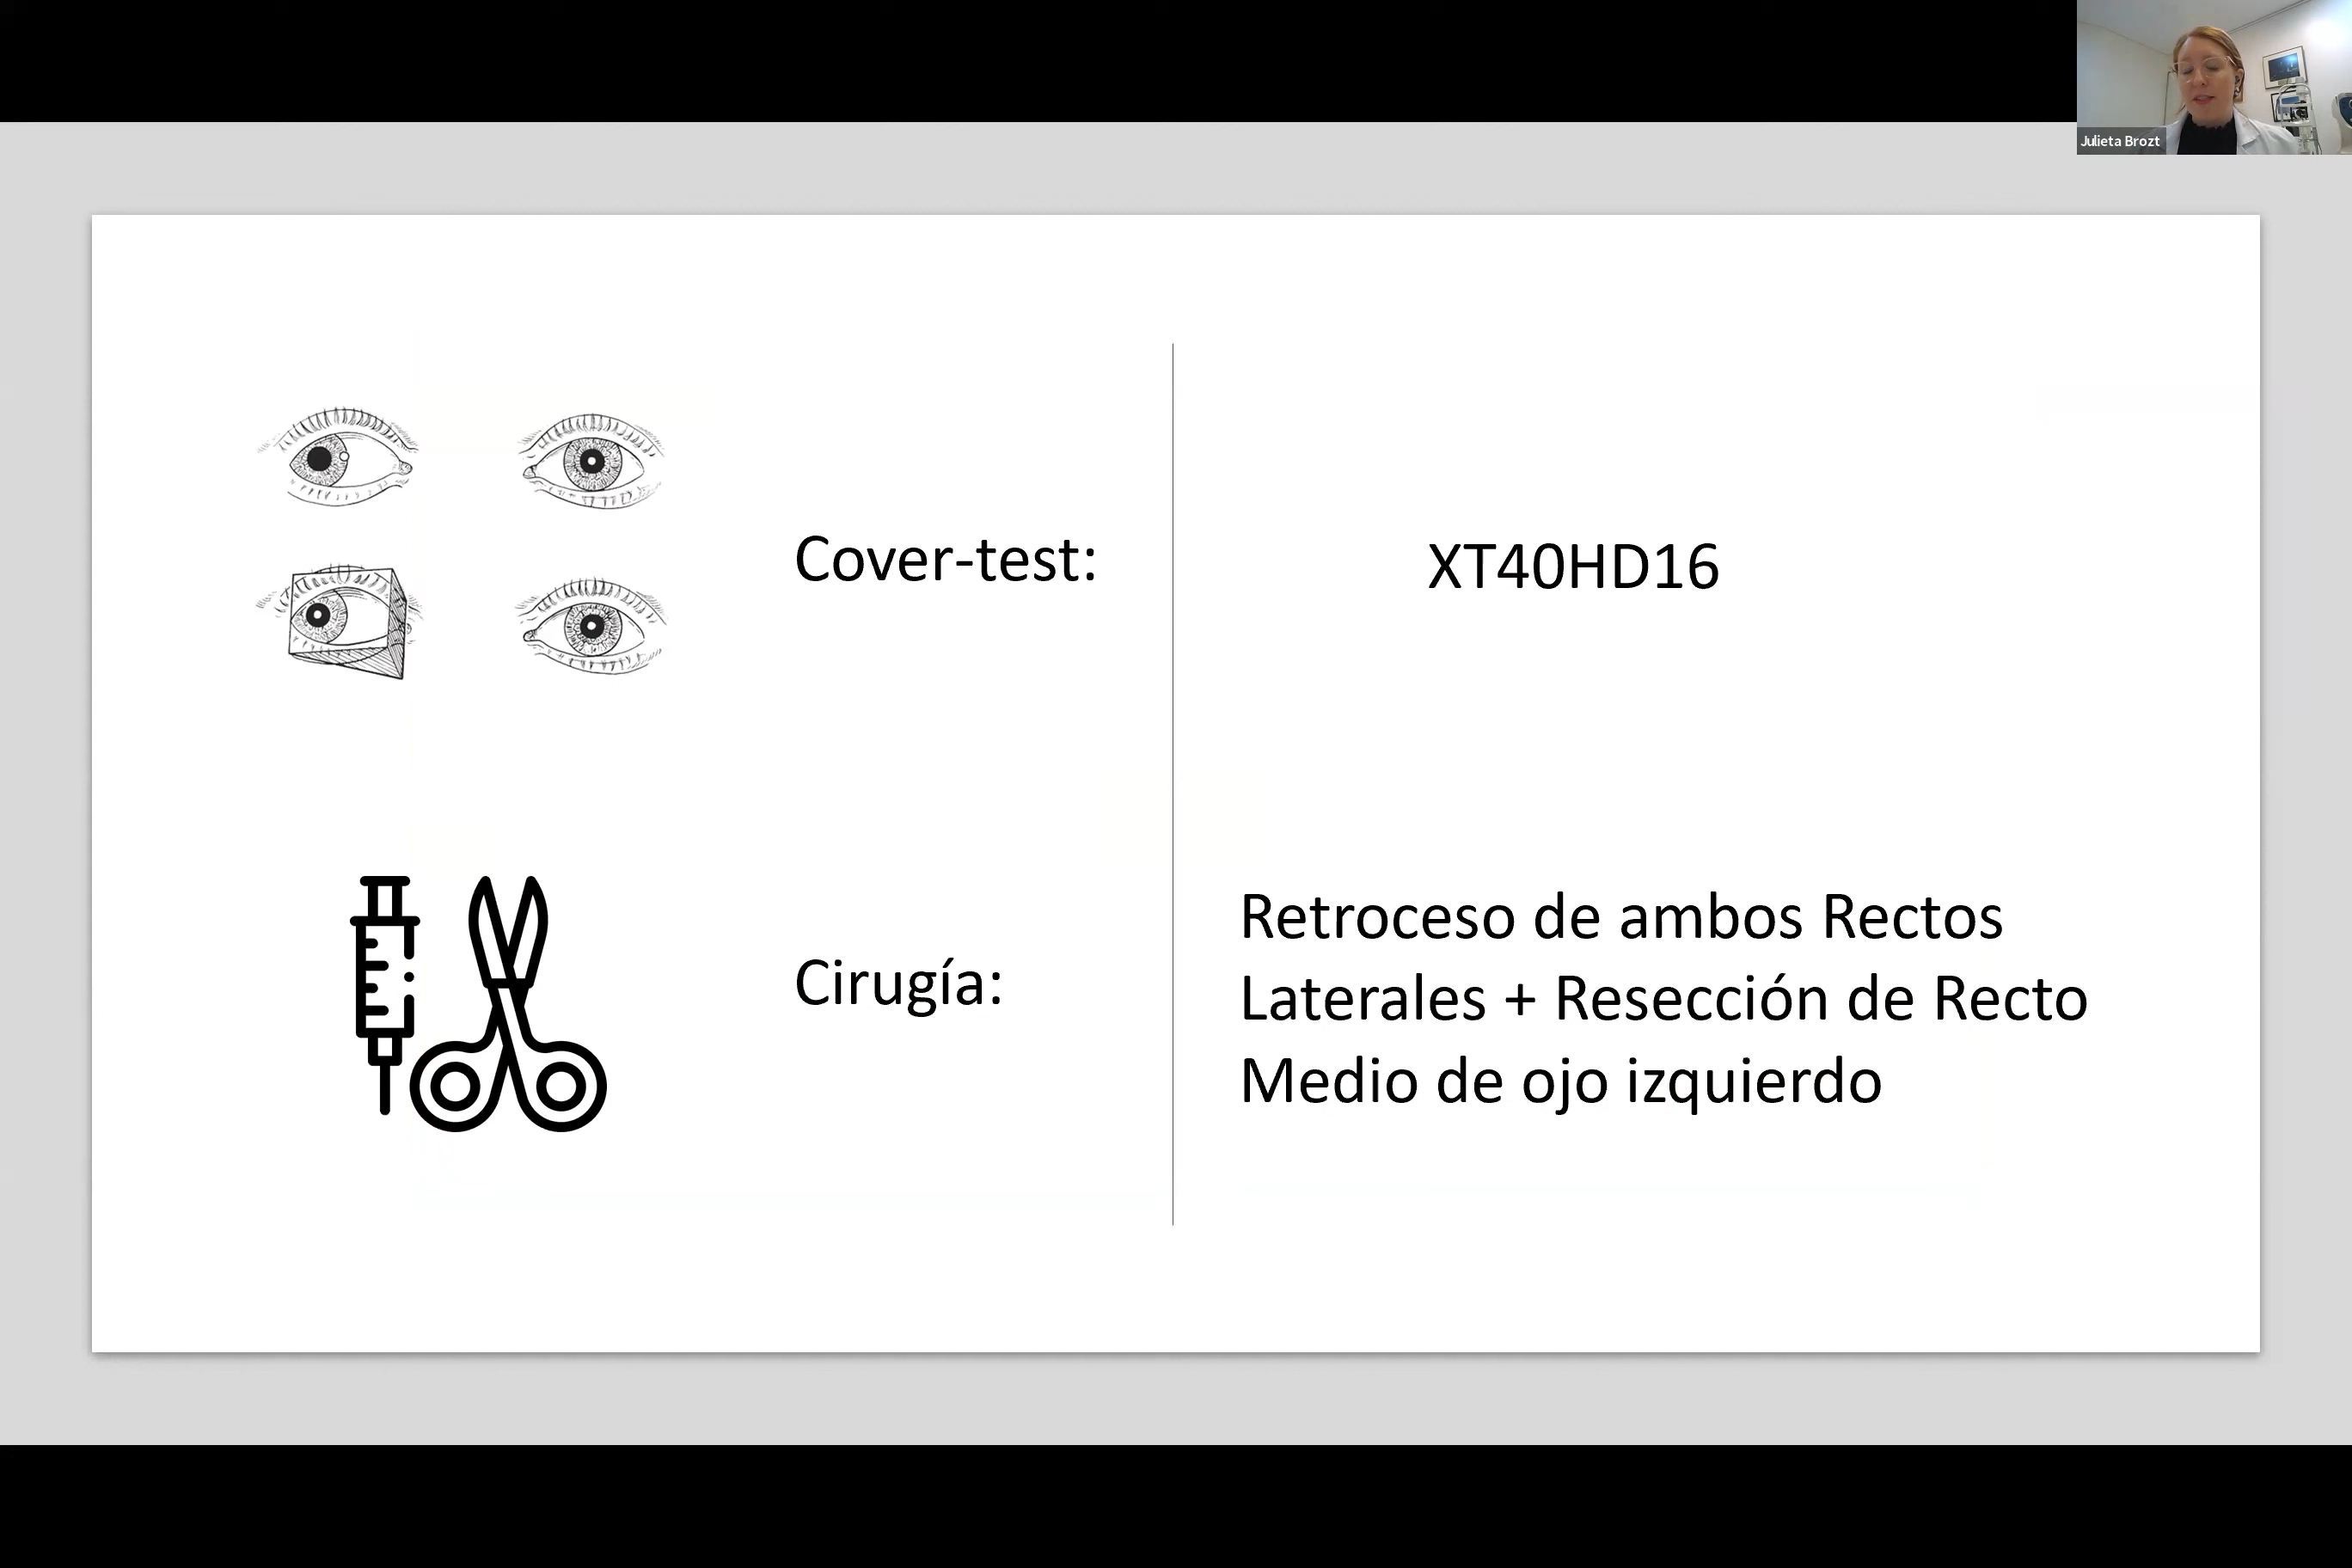 Julieta Brozt
Cover-test:
XT40HD16
Cirugía:
Retroceso de ambos Rectos
Laterales + Resección de Recto
Medio de ojo izquierdo